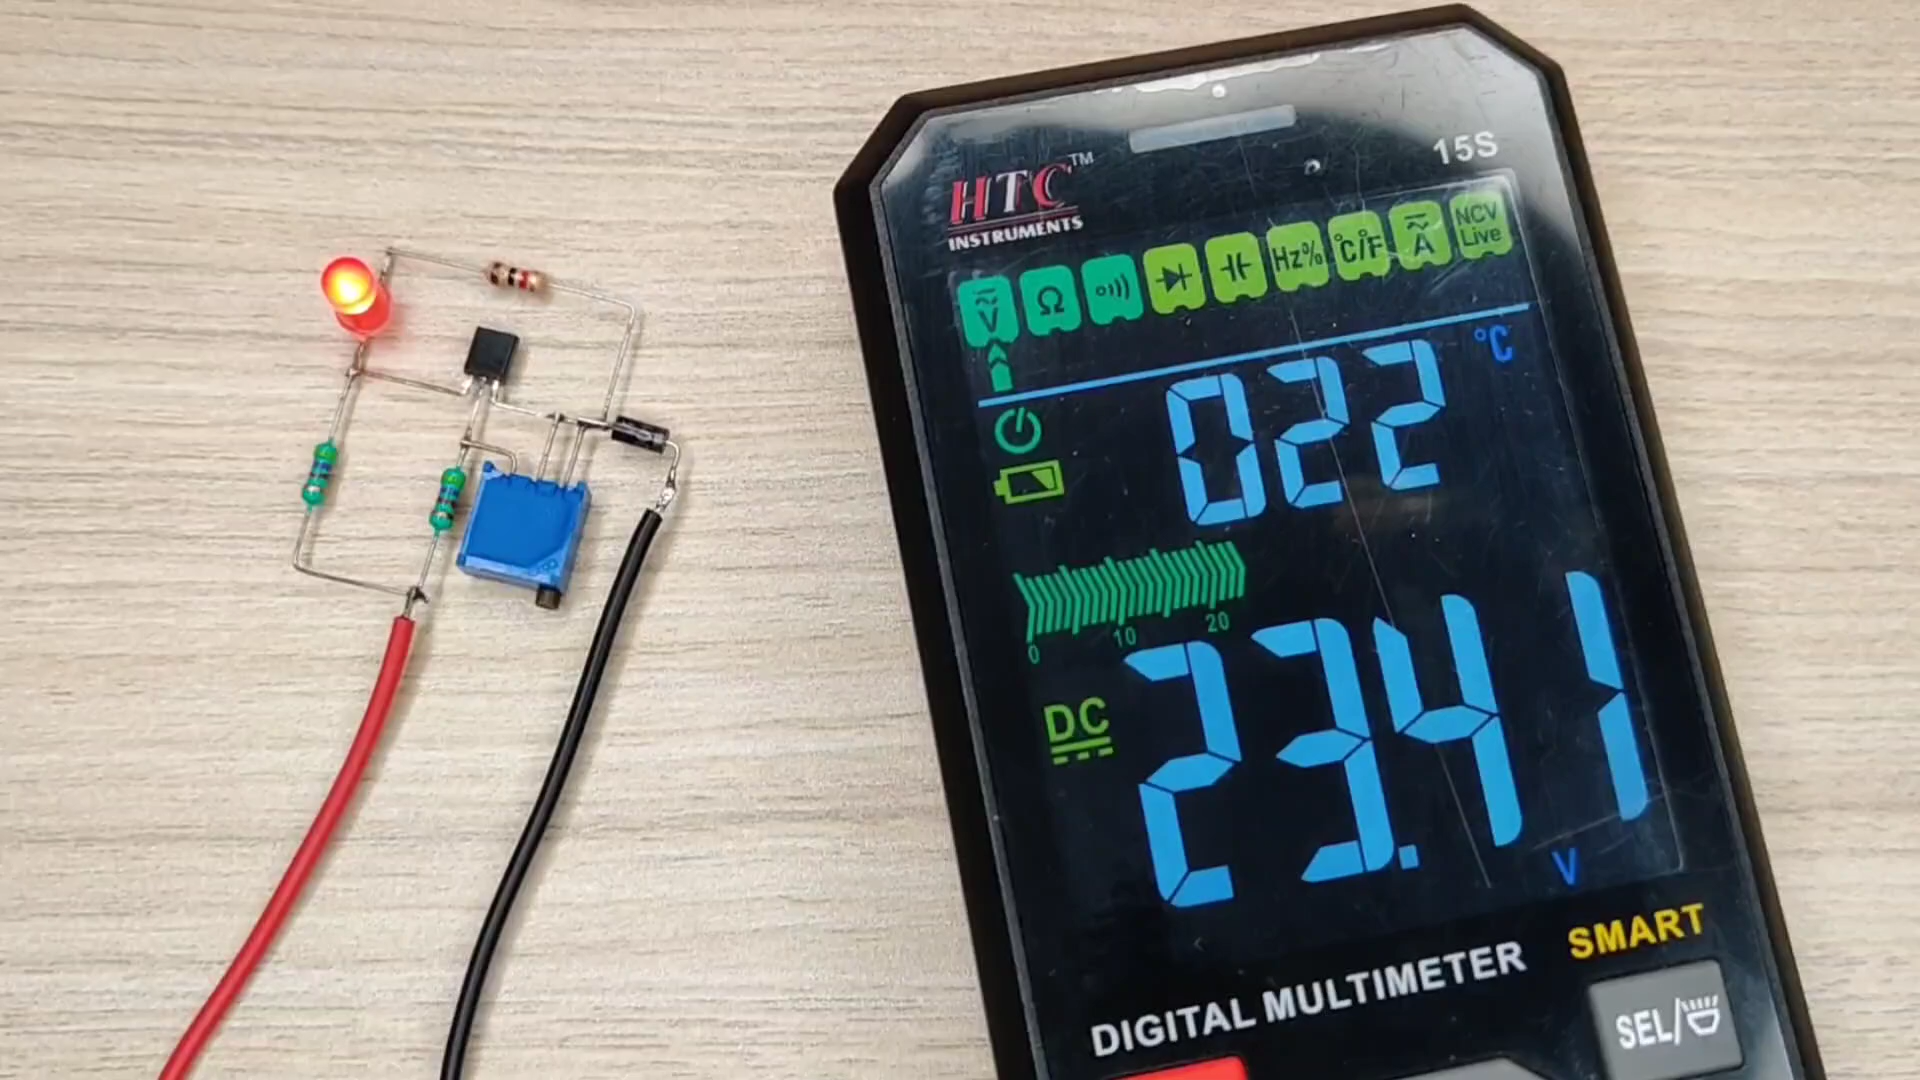 15S
HTC™
INSTRUMENTS
V Ω Hz% °C/°F A NCV Live
022 °C
0 10 20
DC 23.41 V
SMART
DIGITAL MULTIMETER
SEL/